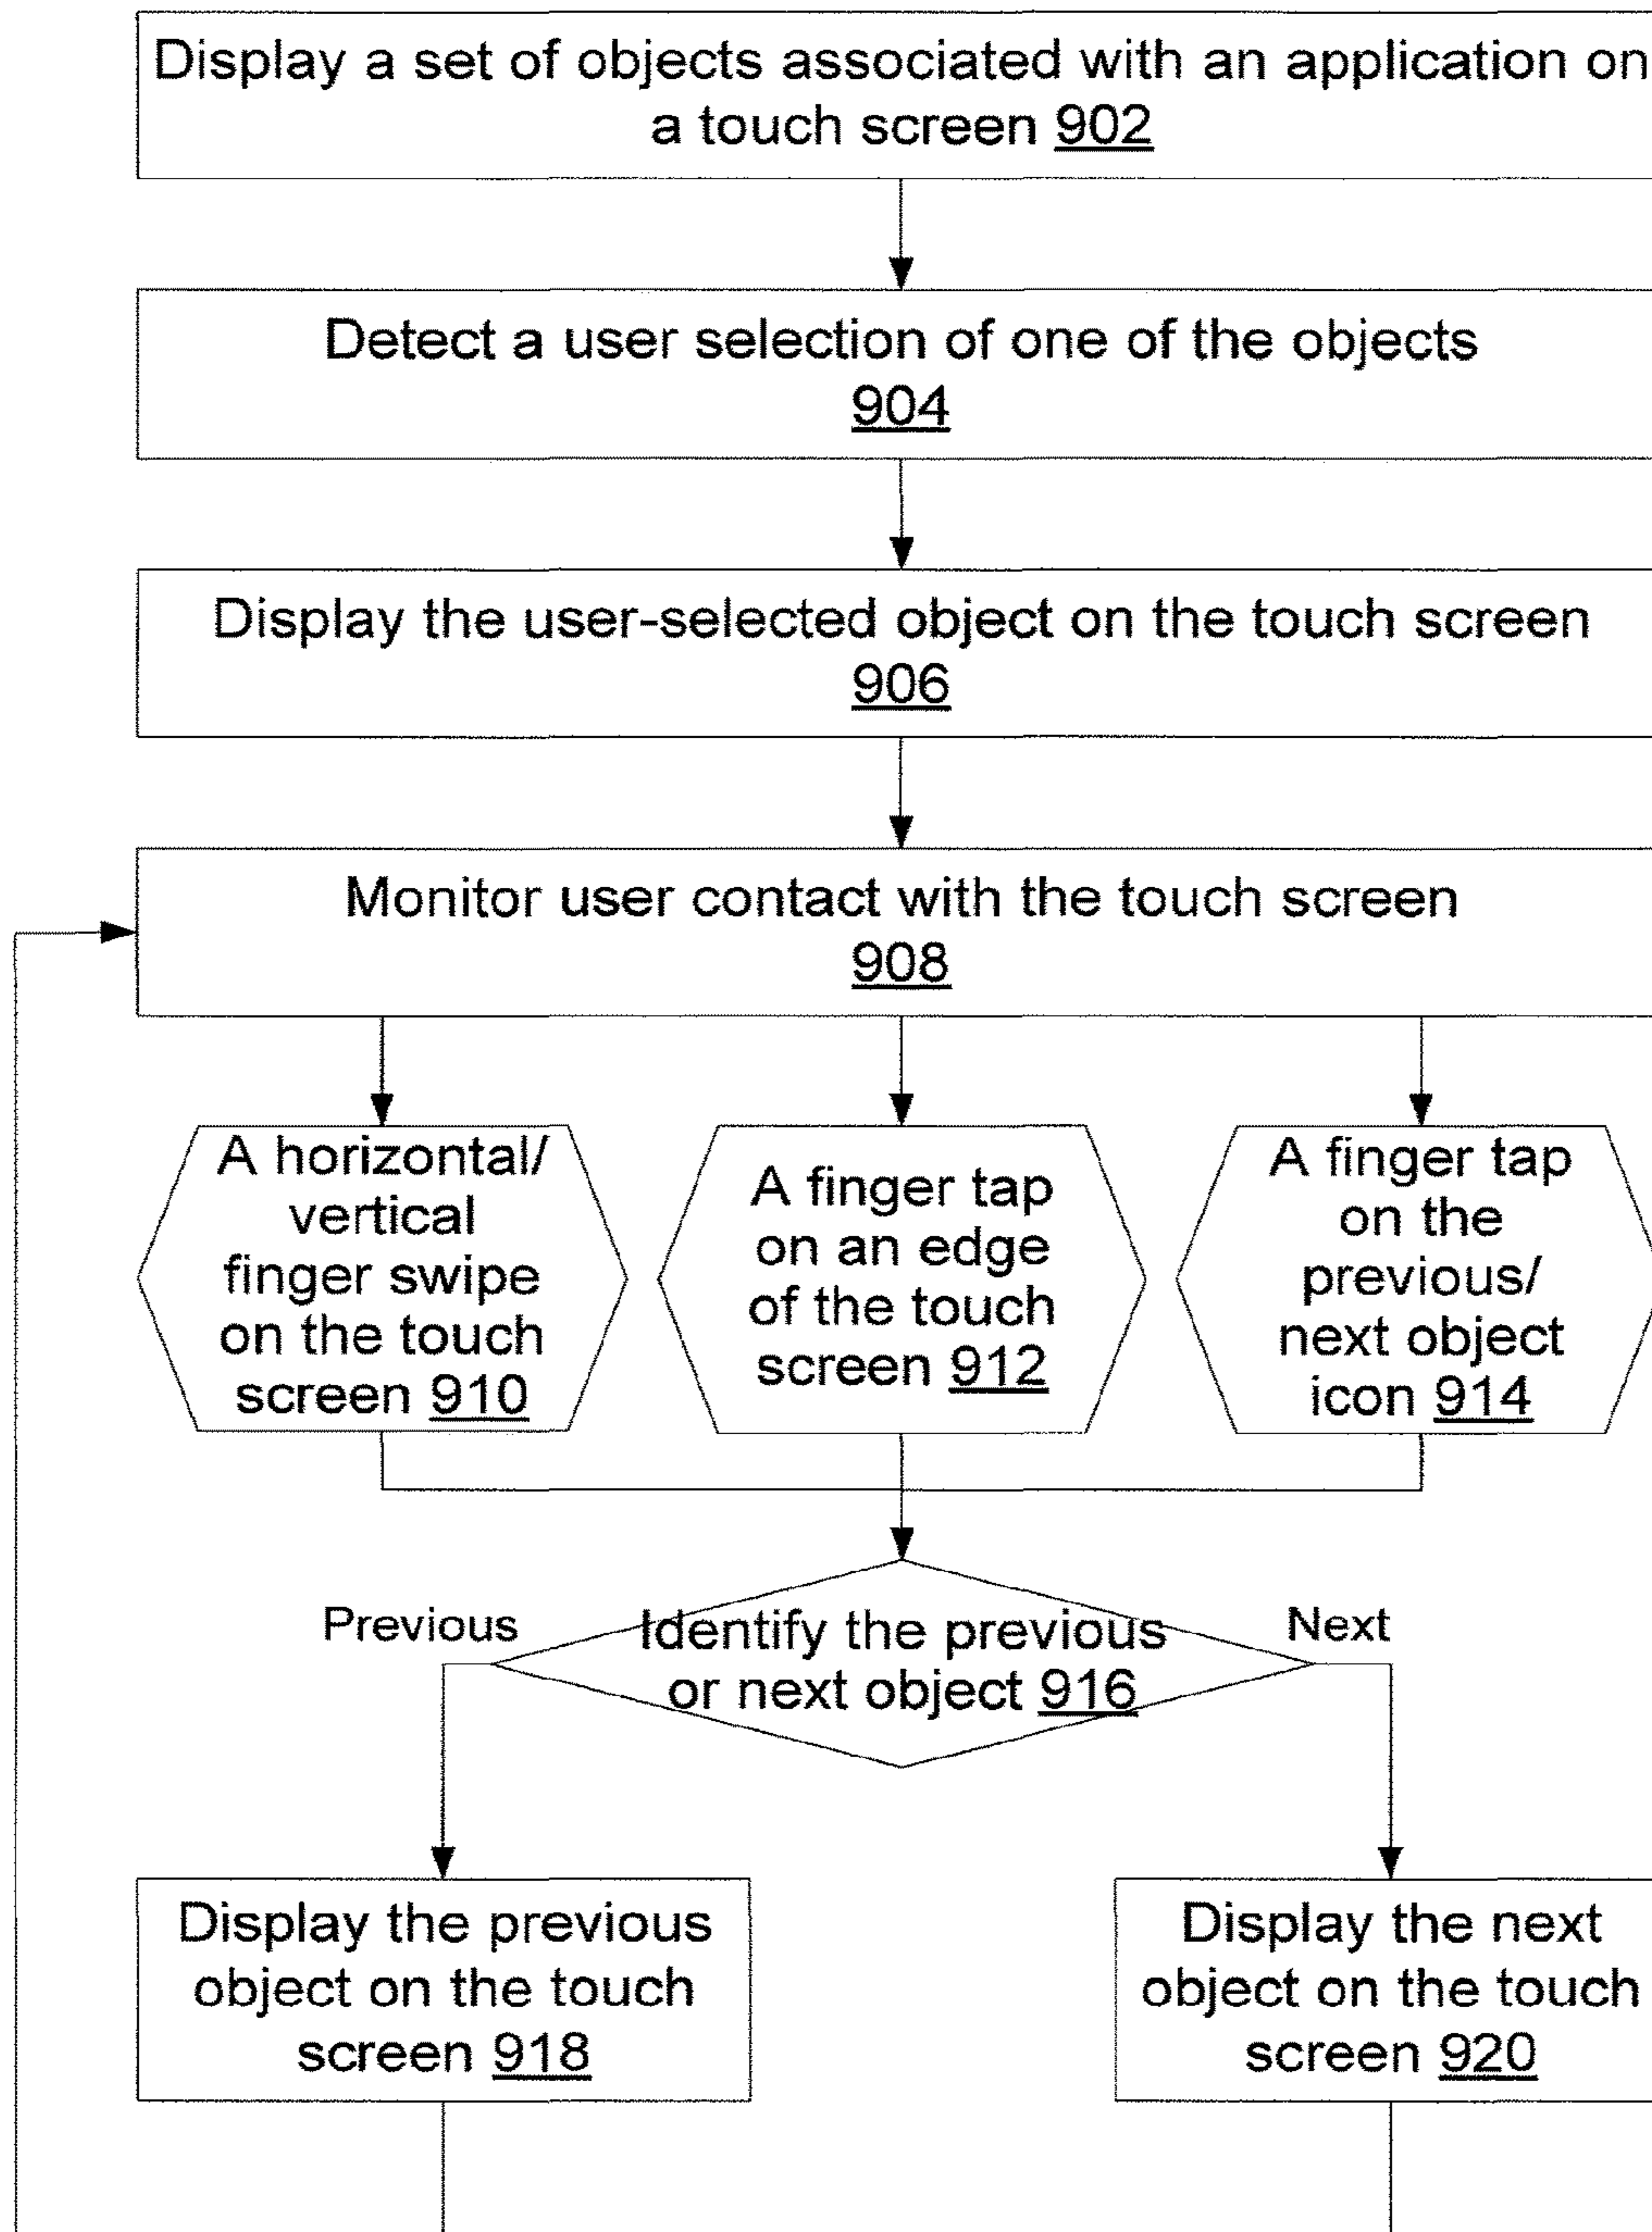 Display a set of objects associated with an application on
a touch screen 902
Detect a user selection of one of the objects
904
Display the user-selected object on the touch screen
906
Monitor user contact with the touch screen
908
A horizontal/
vertical
finger swipe
on the touch
screen 910
A finger tap
on an edge
of the touch
screen 912
A finger tap
on the
previous/
next object
icon 914
Previous
Identify the previous
or next object 916
Next
Display the previous
object on the touch
screen 918
Display the next
object on the touch
screen 920